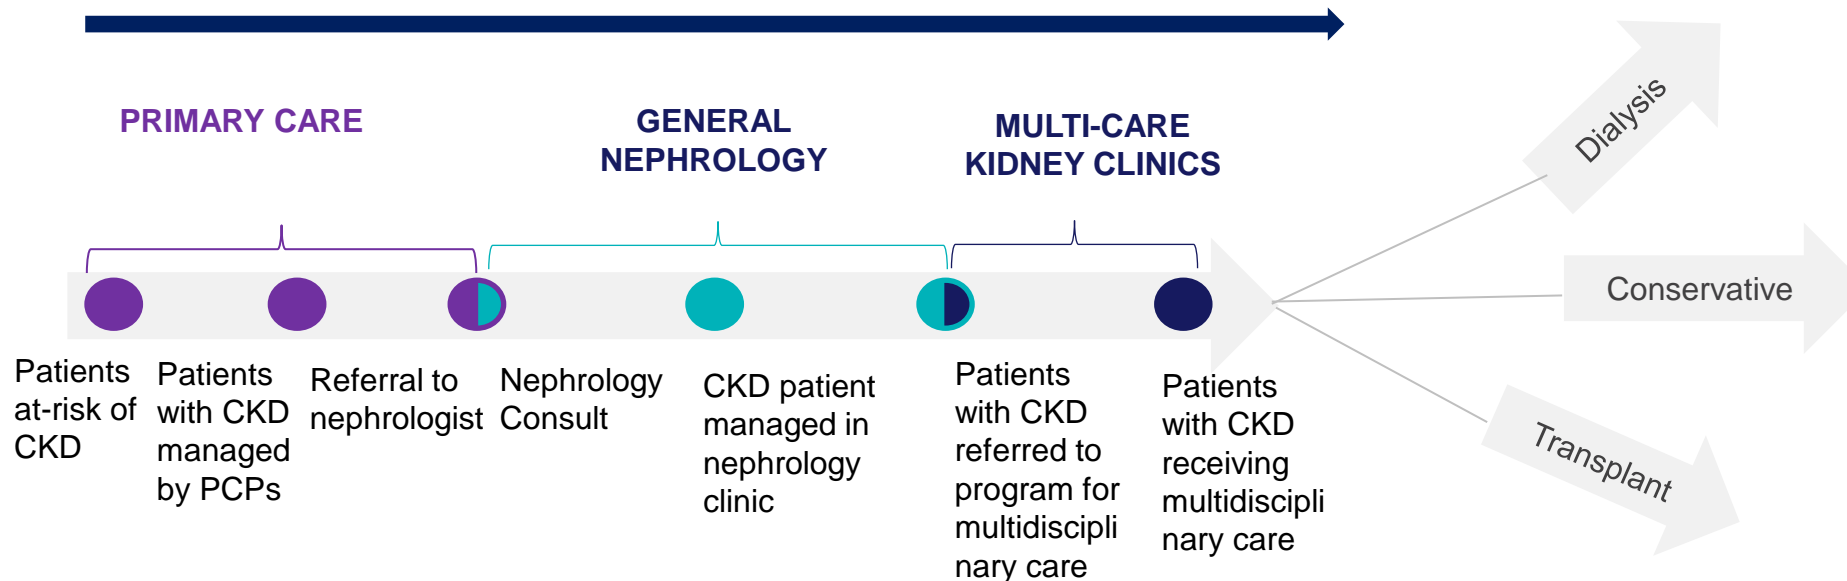 PRIMARY CARE
GENERAL
NEPHROLOGY
MULTI-CARE
KIDNEY CLINICS
Patients
at-risk of
CKD
Patients
with CKD
managed
by PCPs
Referral to
nephrologist
Nephrology
Consult
CKD patient
managed in
nephrology
clinic
Patients
with CKD
referred to
program for
multidiscipli
nary care
Patients
with CKD
receiving
multidiscipli
nary care
Dialysis
Conservative
Transplant